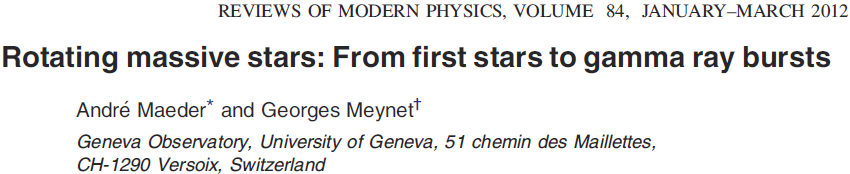 REVIEWS OF MODERN PHYSICS, VOLUME 84, JANUARY–MARCH 2012
Rotating massive stars: From first stars to gamma ray bursts
André Maeder* and Georges Meynet†
Geneva Observatory, University of Geneva, 51 chemin des Maillettes,
CH-1290 Versoix, Switzerland